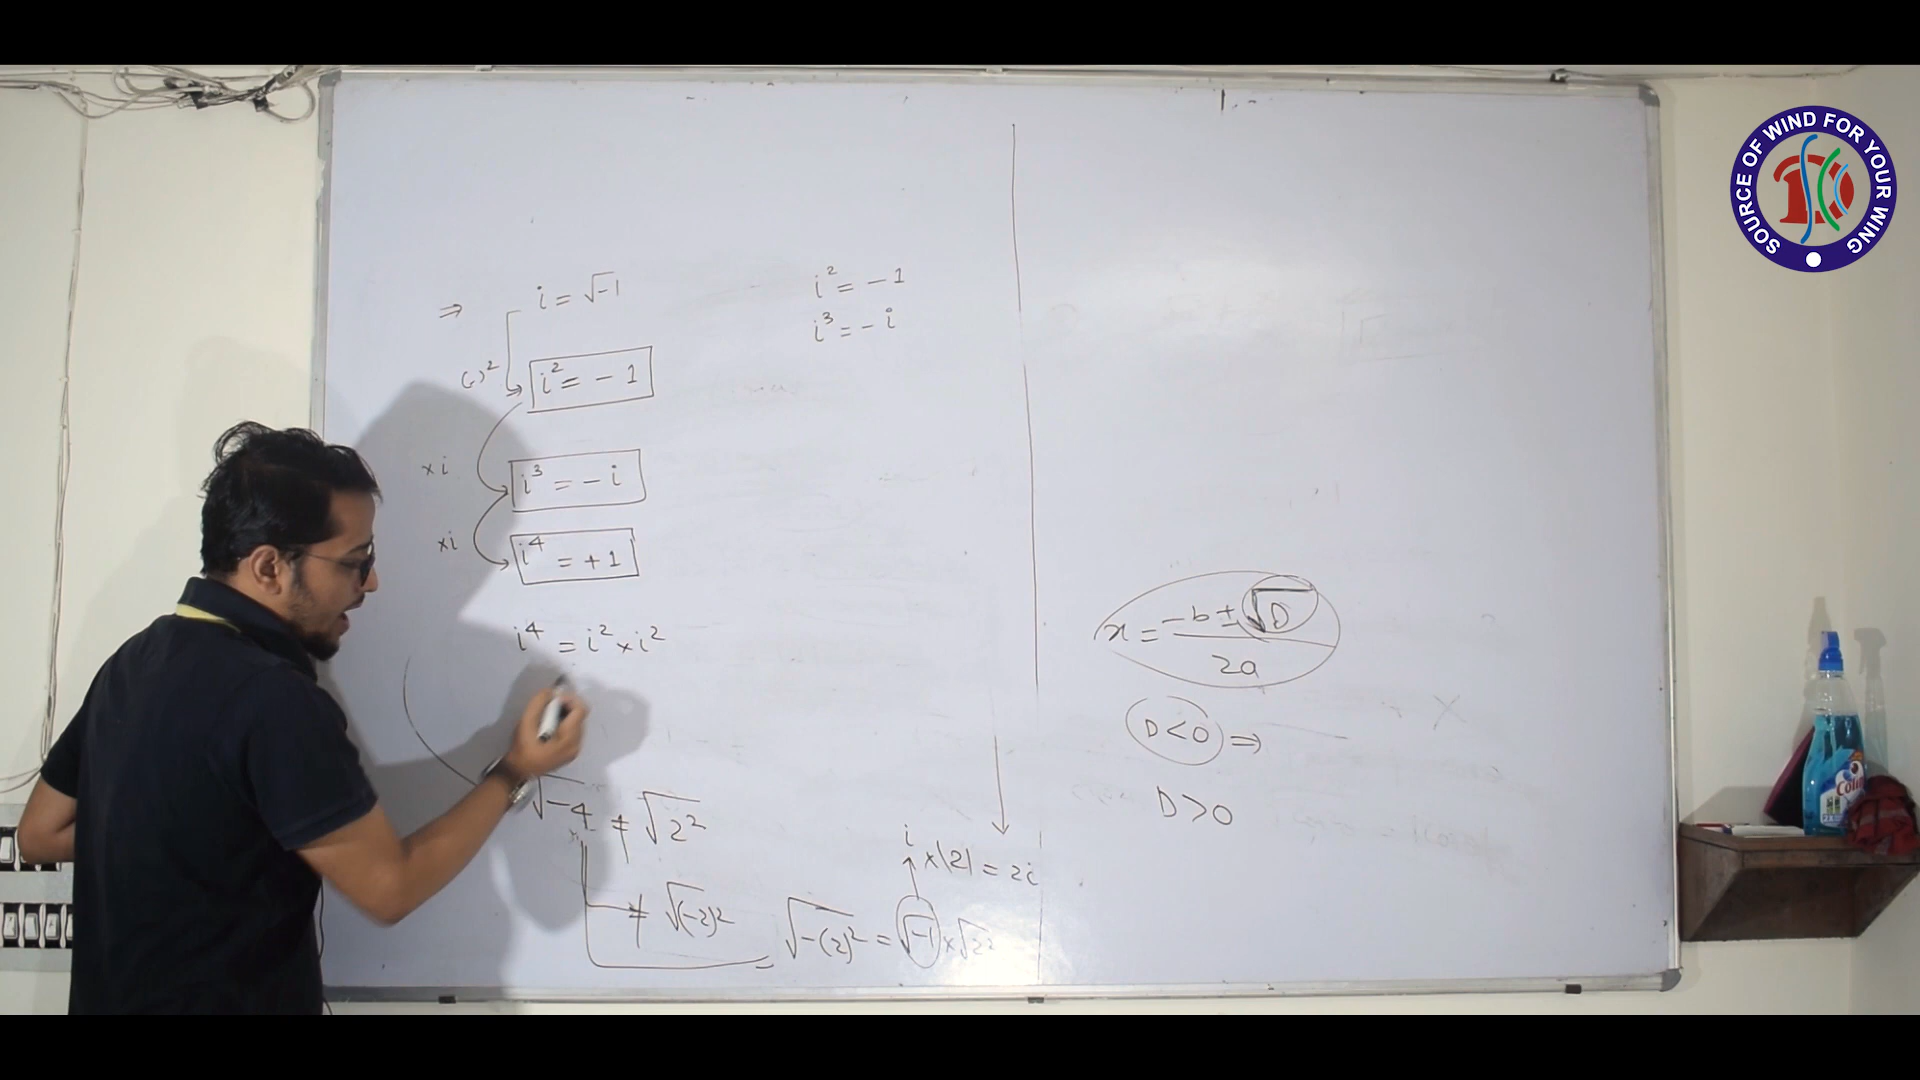 ⇒ i = √-1
( )²
i² = - 1
×i
i³ = - i
×i
i⁴ = + 1
i⁴ = i² × i²
√-4 ≠ √2²
≠ √(-2)²
= √-(2)² = √-1 × √2²
i × |2| = 2i
i² = - 1
i³ = - i
x = -b ± √D / 2a
D < 0 ⇒
D > 0
SOURCE OF WIND FOR YOUR WING
Colin